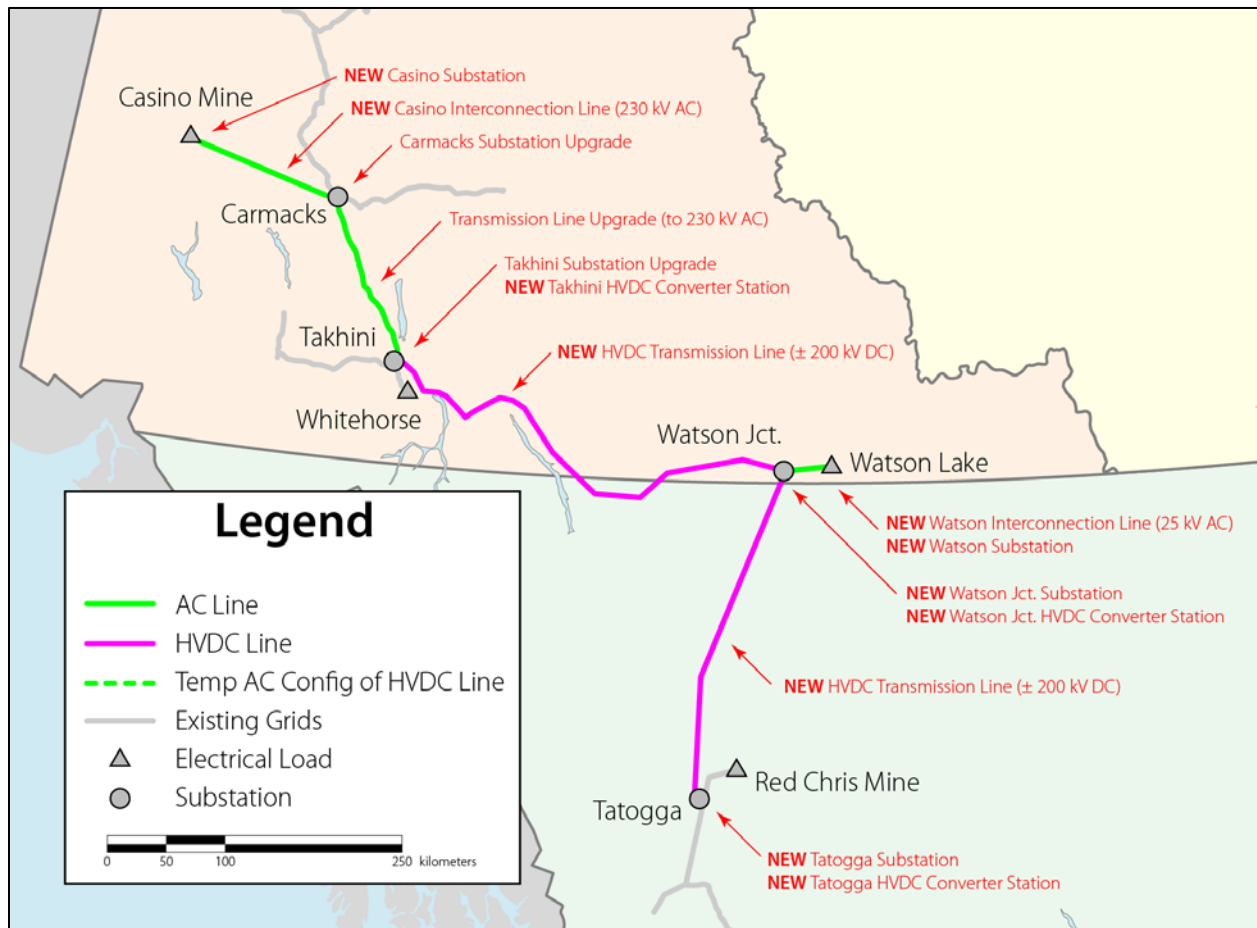 NEW Casino Substation
Casino Mine
NEW Casino Interconnection Line (230 kV AC)
Carmacks Substation Upgrade
Carmacks
Transmission Line Upgrade (to 230 kV AC)
Takhini Substation Upgrade
NEW Takhini HVDC Converter Station
Takhini
NEW HVDC Transmission Line (± 200 kV DC)
Whitehorse
Watson Jct.
Watson Lake
NEW Watson Interconnection Line (25 kV AC)
NEW Watson Substation
NEW Watson Jct. Substation
NEW Watson Jct. HVDC Converter Station
NEW HVDC Transmission Line (± 200 kV DC)
Red Chris Mine
Tatogga
NEW Tatogga Substation
NEW Tatogga HVDC Converter Station
Legend
AC Line
HVDC Line
Temp AC Config of HVDC Line
Existing Grids
Electrical Load
Substation
0 50 100 250 kilometers